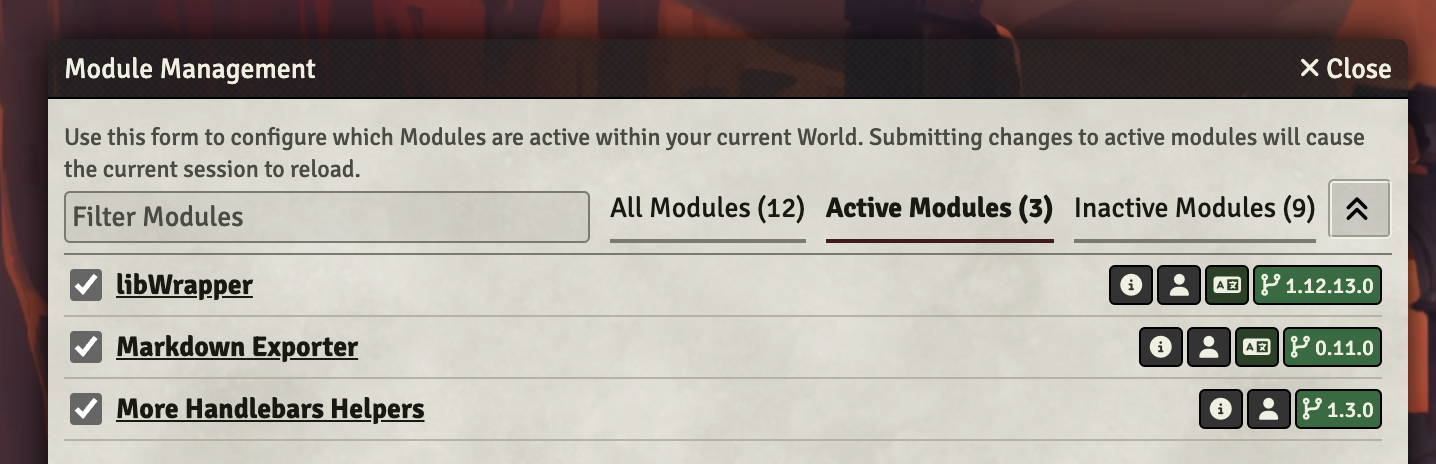 Module Management
Close
Use this form to configure which Modules are active within your current World. Submitting changes to active modules will cause
the current session to reload.
Filter Modules
All Modules (12)
Active Modules (3)
Inactive Modules (9)
libWrapper
1.12.13.0
Markdown Exporter
0.11.0
More Handlebars Helpers
1.3.0